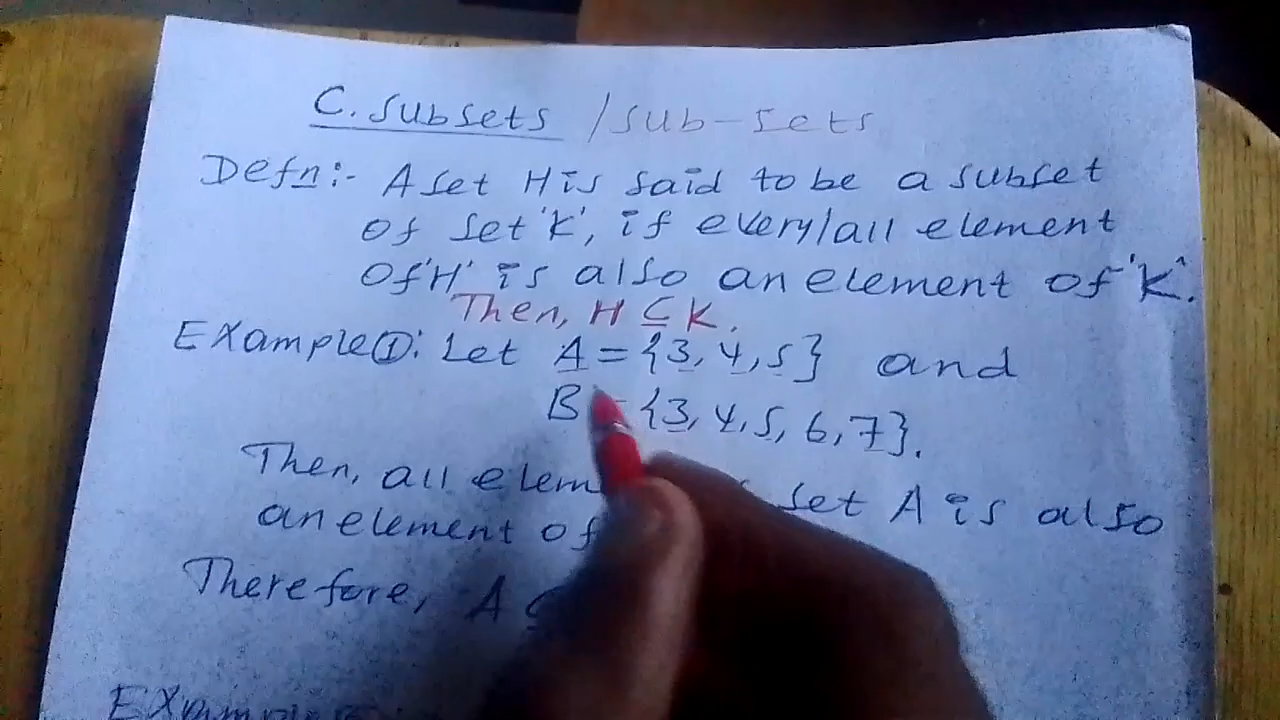 C. Subsets / Sub-sets
Defn:- A set H is said to be a subset
of set 'K', if every/all element
of 'H' is also an element of 'K'.
Then, H ⊆ K.
Example ①: Let A = {3, 4, 5} and
B = {3, 4, 5, 6, 7}.
Then, all set A is also
an element of
Therefore, A